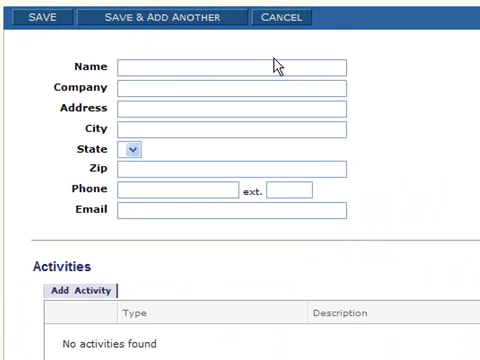 SAVE SAVE & ADD ANOTHER CANCEL
Name
Company
Address
City
State
Zip
Phone ext.
Email
Activities
Add Activity
Type Description
No activities found